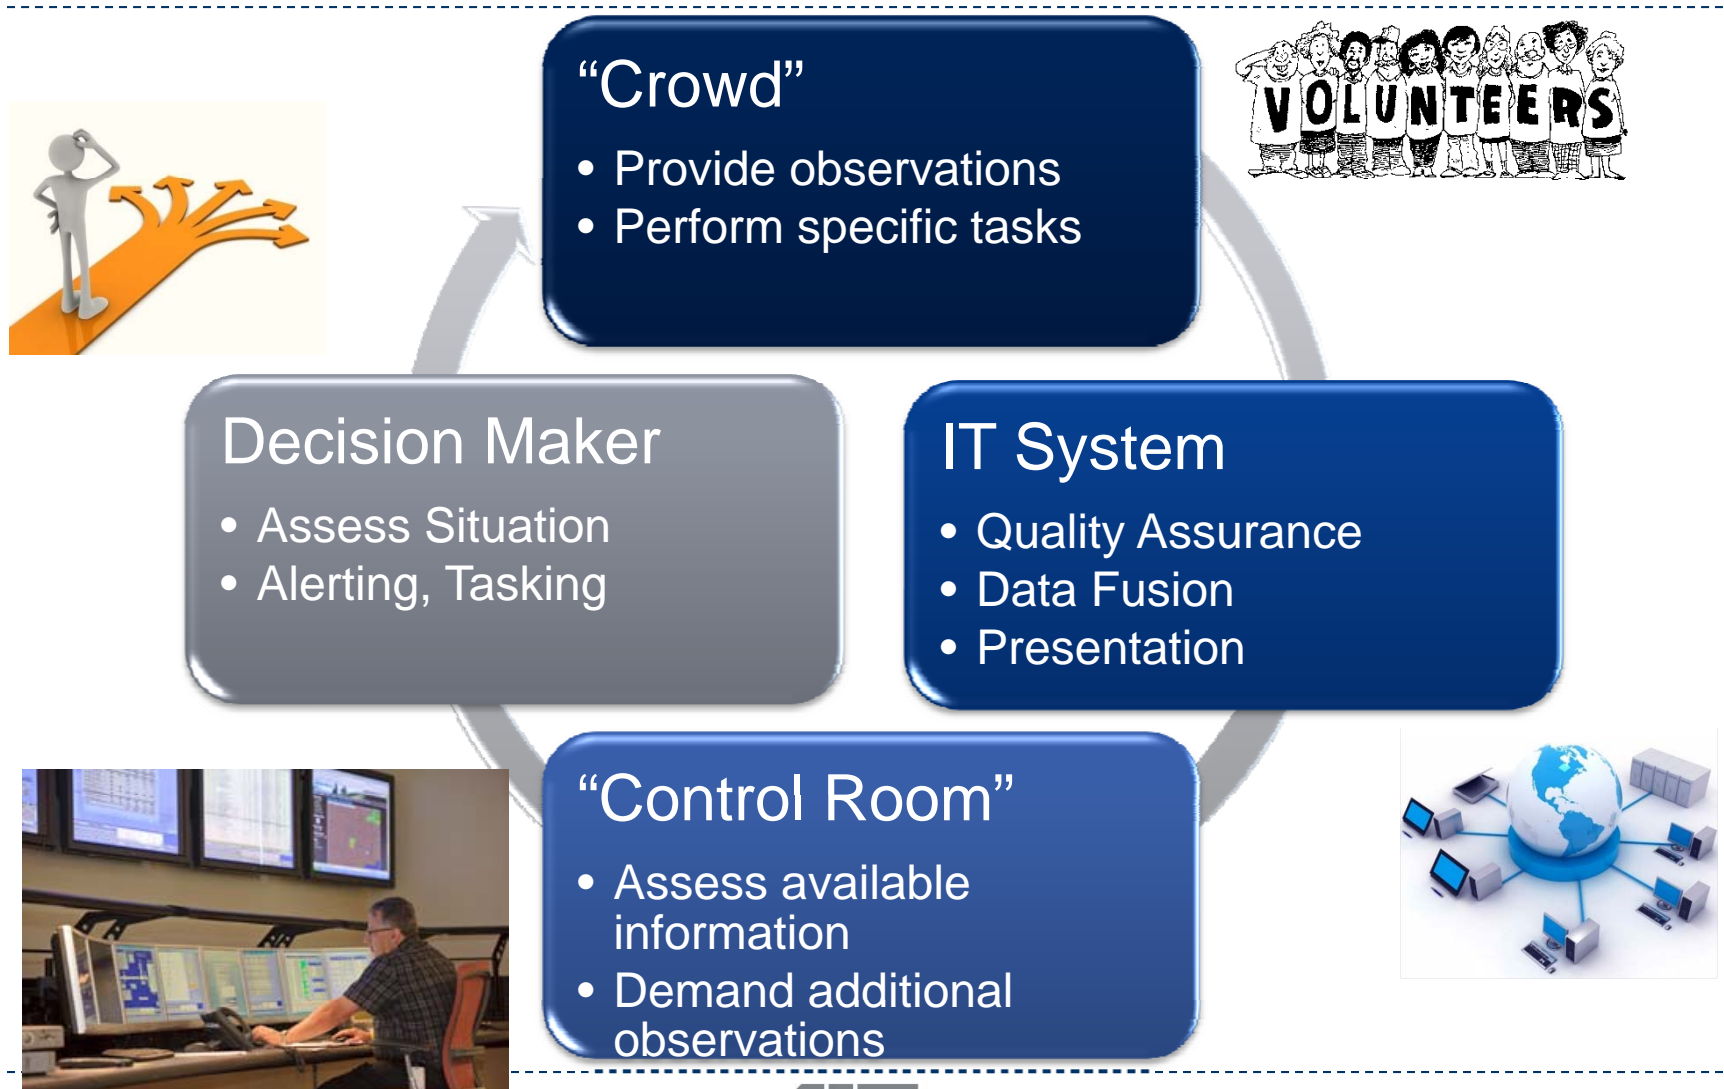 “Crowd”
• Provide observations
• Perform specific tasks
VOLUNTEERS
Decision Maker
• Assess Situation
• Alerting, Tasking
IT System
• Quality Assurance
• Data Fusion
• Presentation
“Control Room”
• Assess available
information
• Demand additional
observations